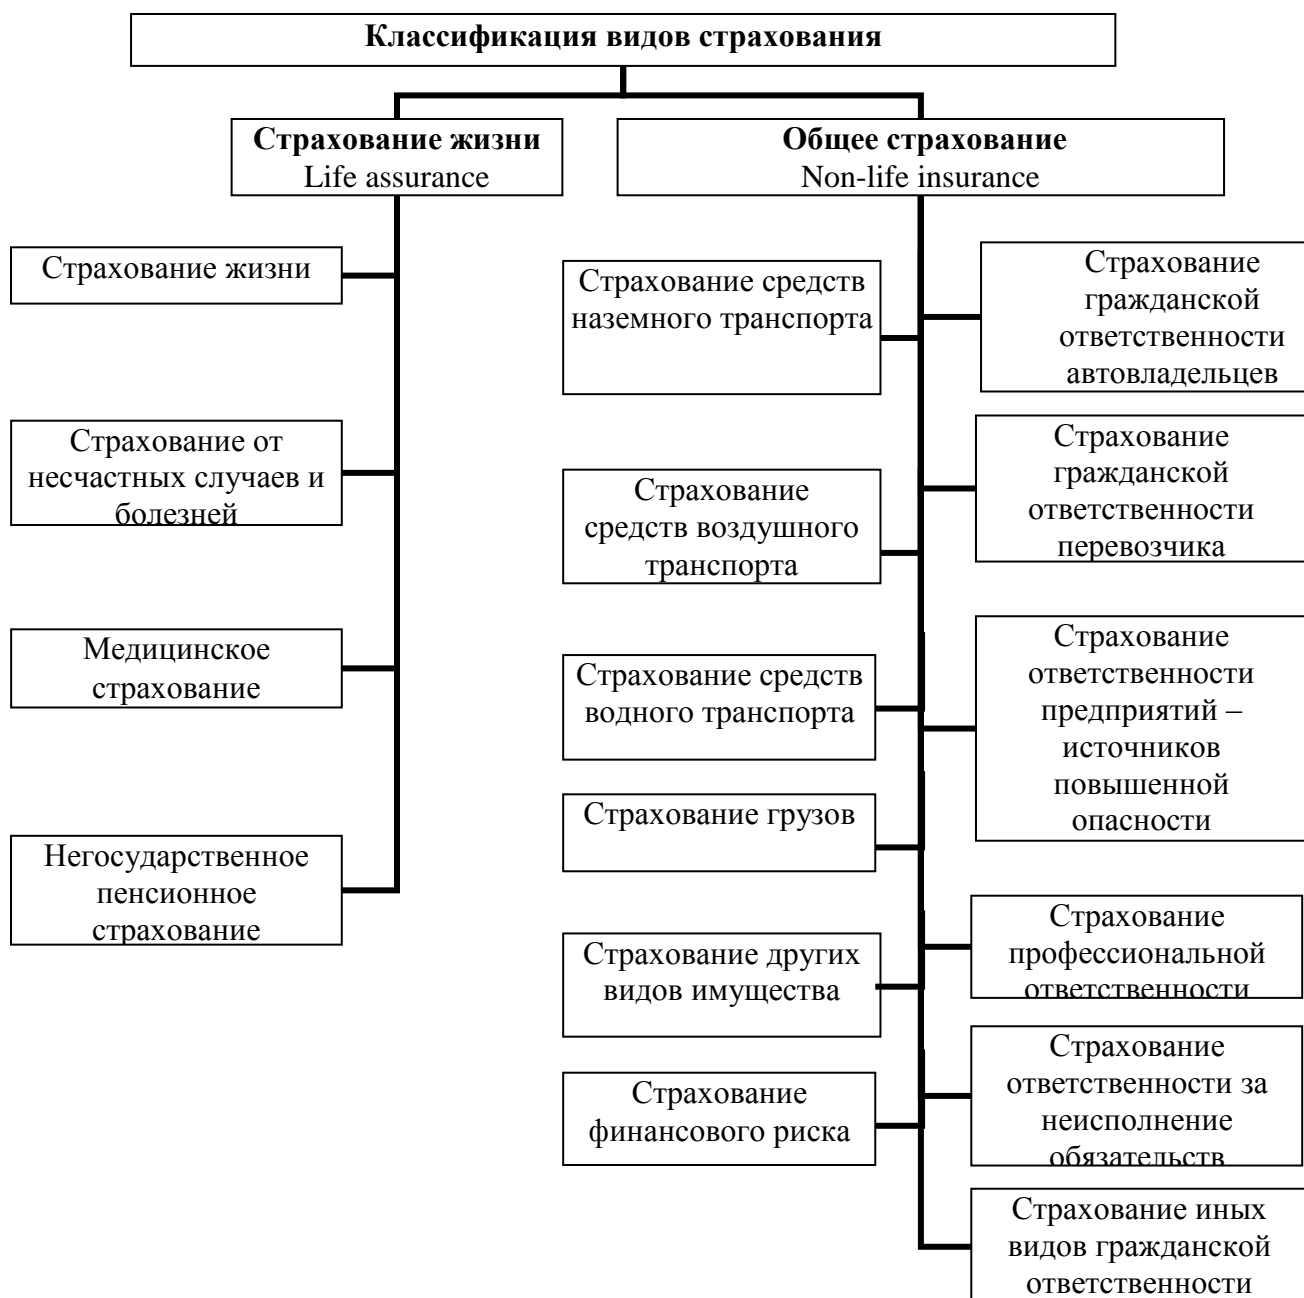 Классификация видов страхования
Страхование жизни
Life assurance
Общее страхование
Non-life insurance
Страхование жизни
Страхование от
несчастных случаев и
болезней
Медицинское
страхование
Негосударственное
пенсионное
страхование
Страхование средств
наземного транспорта
Страхование
средств воздушного
транспорта
Страхование средств
водного транспорта
Страхование грузов
Страхование других
видов имущества
Страхование
финансового риска
Страхование
гражданской
ответственности
автовладельцев
Страхование
гражданской
ответственности
перевозчика
Страхование
ответственности
предприятий –
источников
повышенной
опасности
Страхование
профессиональной
ответственности
Страхование
ответственности за
неисполнение
обязательств
Страхование иных
видов гражданской
ответственности